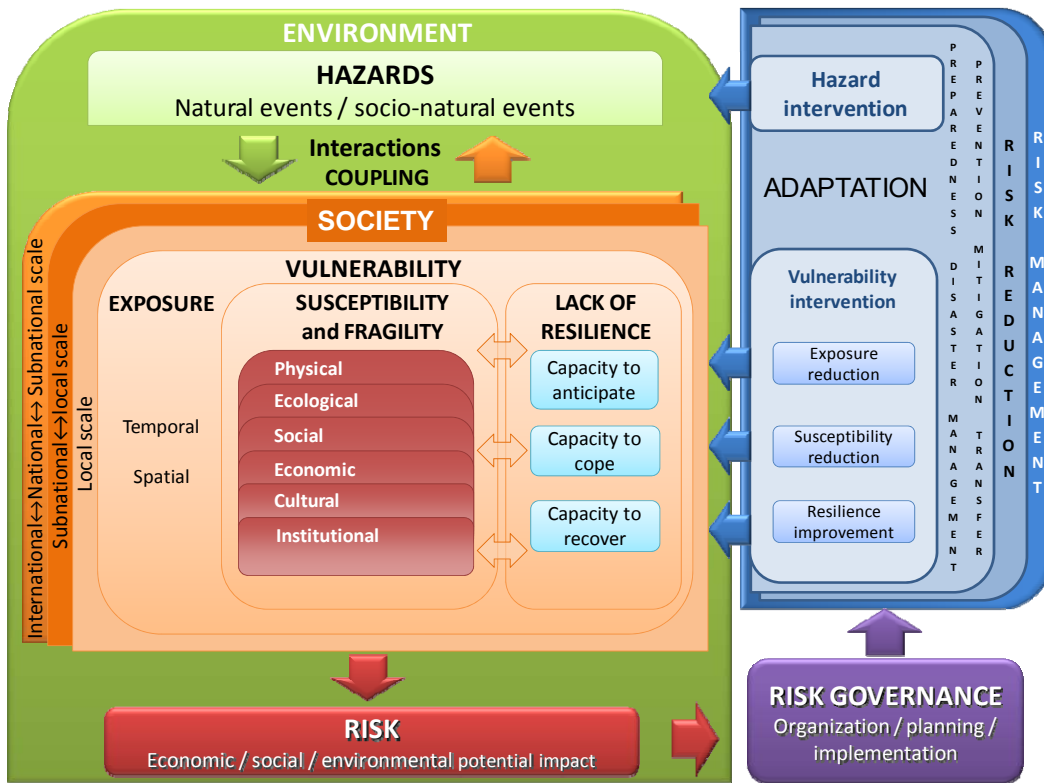 ENVIRONMENT
HAZARDS
Natural events / socio-natural events
Interactions
COUPLING
SOCIETY
International↔National↔ Subnational scale
Subnational↔local scale
Local scale
VULNERABILITY
EXPOSURE
Temporal
Spatial
SUSCEPTIBILITY
and FRAGILITY
Physical
Ecological
Social
Economic
Cultural
Institutional
LACK OF
RESILIENCE
Capacity to
anticipate
Capacity to
cope
Capacity to
recover
RISK
Economic / social / environmental potential impact
Hazard
intervention
ADAPTATION
Vulnerability
intervention
Exposure
reduction
Susceptibility
reduction
Resilience
improvement
PREPAREDNESS DISASTER MANAGEMENT
PREVENTION MITIGATION TRANSFER
RISK REDUCTION
RISK MANAGEMENT
RISK GOVERNANCE
Organization / planning /
implementation